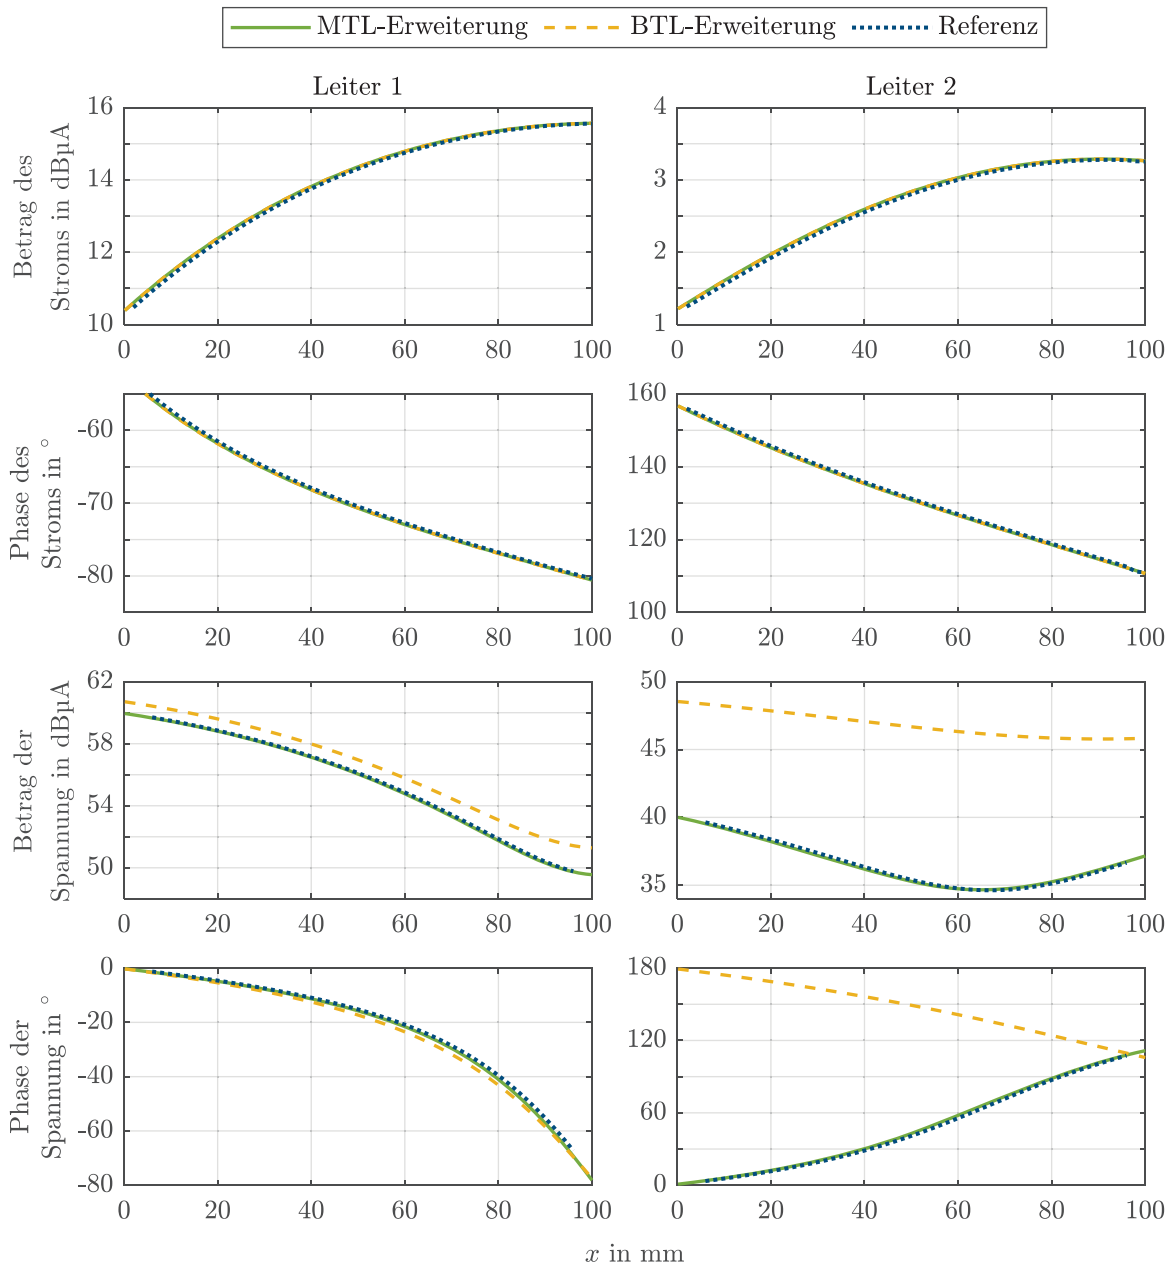 MTL-Erweiterung BTL-Erweiterung Referenz
Leiter 1
Leiter 2
Betrag des
Stroms in dBµA
16
14
12
10
0 20 40 60 80 100
4
3
2
1
0 20 40 60 80 100
Phase des
Stroms in °
-60
-70
-80
0 20 40 60 80 100
160
140
120
100
0 20 40 60 80 100
Betrag der
Spannung in dBµA
62
58
54
50
0 20 40 60 80 100
50
45
40
35
0 20 40 60 80 100
Phase der
Spannung in °
0
-20
-40
-60
-80
0 20 40 60 80 100
180
120
60
0
0 20 40 60 80 100
x in mm